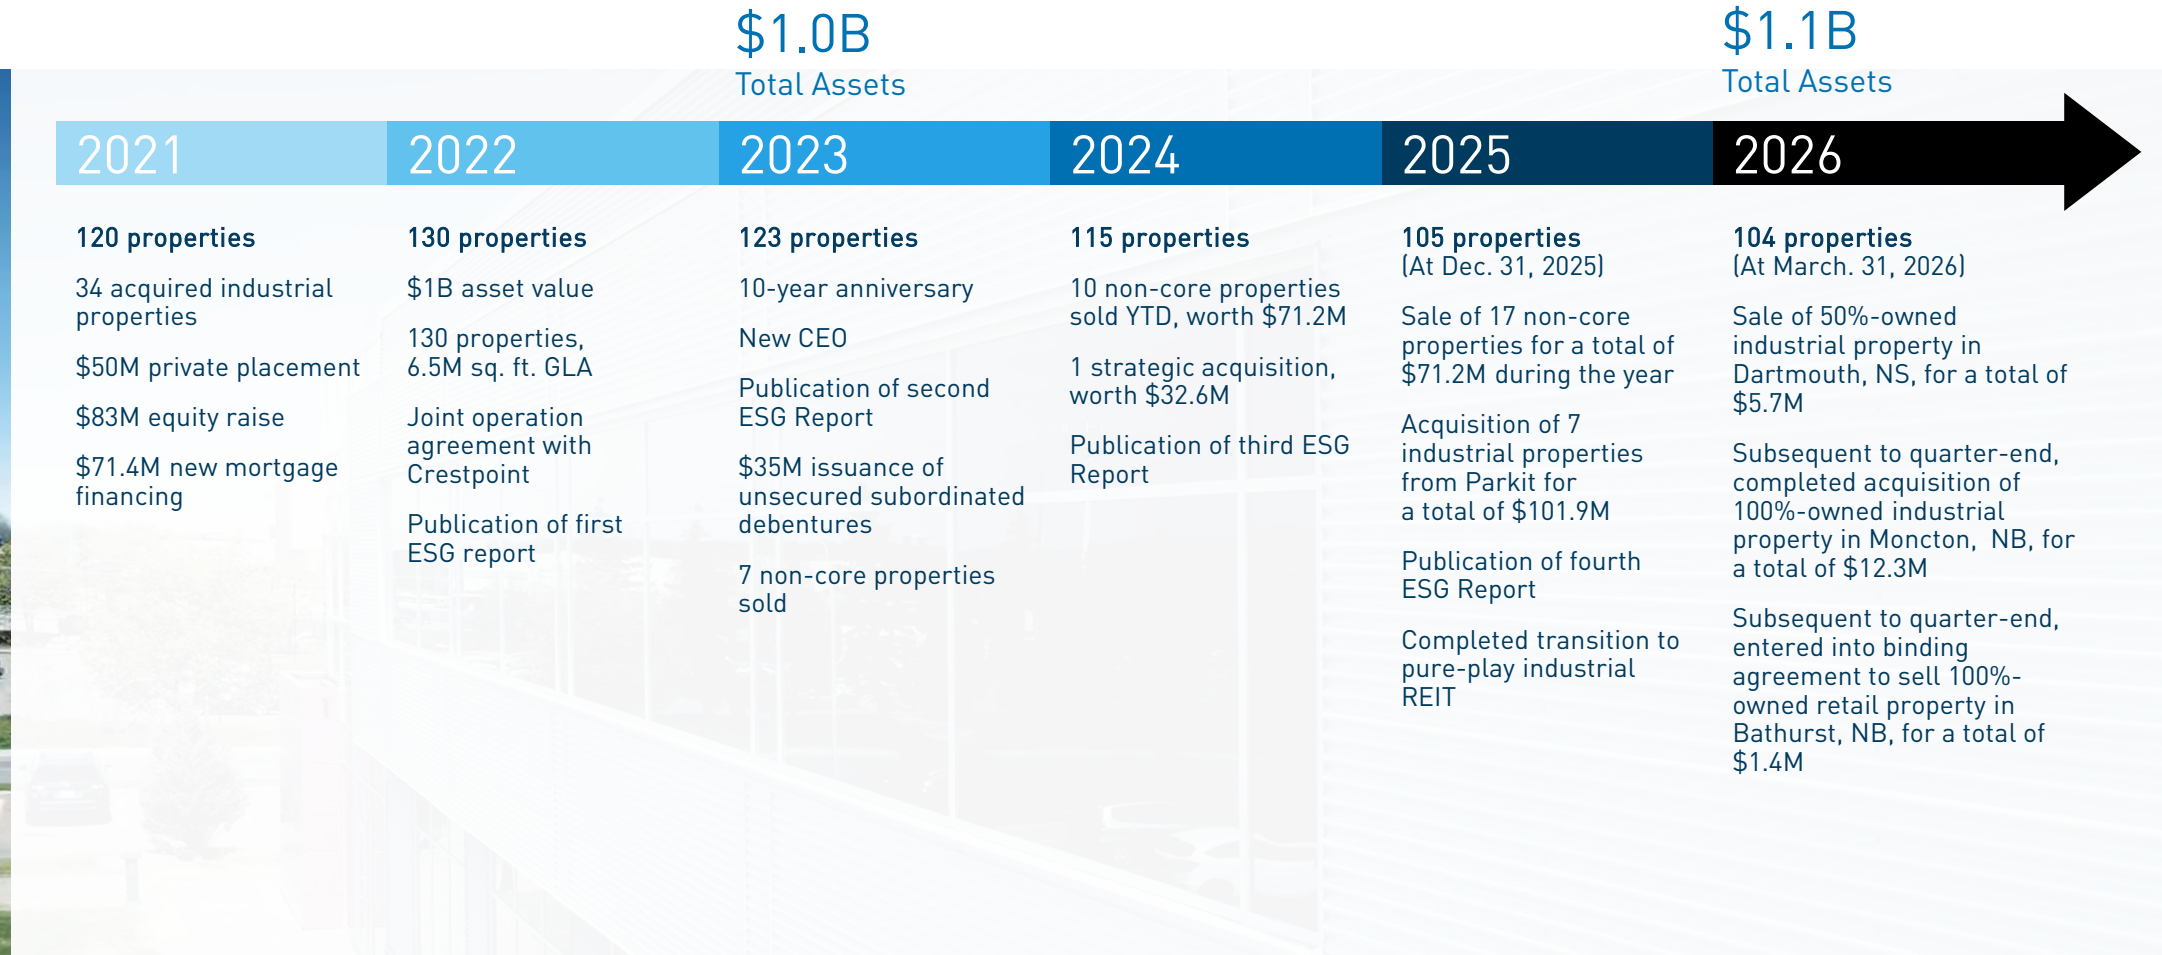 $1.0B
Total Assets
$1.1B
Total Assets
2021
2022
2023
2024
2025
2026
120 properties
34 acquired industrial
properties
$50M private placement
$83M equity raise
$71.4M new mortgage
financing
130 properties
$1B asset value
130 properties,
6.5M sq. ft. GLA
Joint operation
agreement with
Crestpoint
Publication of first
ESG report
123 properties
10-year anniversary
New CEO
Publication of second
ESG Report
$35M issuance of
unsecured subordinated
debentures
7 non-core properties
sold
115 properties
10 non-core properties
sold YTD, worth $71.2M
1 strategic acquisition,
worth $32.6M
Publication of third ESG
Report
105 properties
(At Dec. 31, 2025)
Sale of 17 non-core
properties for a total of
$71.2M during the year
Acquisition of 7
industrial properties
from Parkit for
a total of $101.9M
Publication of fourth
ESG Report
Completed transition to
pure-play industrial
REIT
104 properties
(At March. 31, 2026)
Sale of 50%-owned
industrial property in
Dartmouth, NS, for a total of
$5.7M
Subsequent to quarter-end,
completed acquisition of
100%-owned industrial
property in Moncton,  NB, for
a total of $12.3M
Subsequent to quarter-end,
entered into binding
agreement to sell 100%-
owned retail property in
Bathurst, NB, for a total of
$1.4M